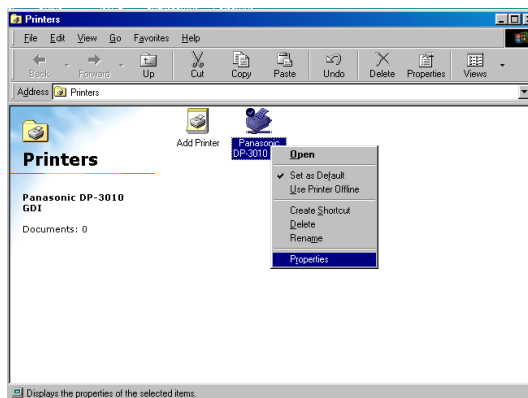 Printers
File Edit View Go Favorites Help
Back Forward Up Cut Copy Paste Undo Delete Properties Views
Address Printers
Add Printer
Panasonic
DP-3010
Printers
Panasonic DP-3010
GDI
Documents: 0
Open
Set as Default
Use Printer Offline
Create Shortcut
Delete
Rename
Properties
Displays the properties of the selected items.